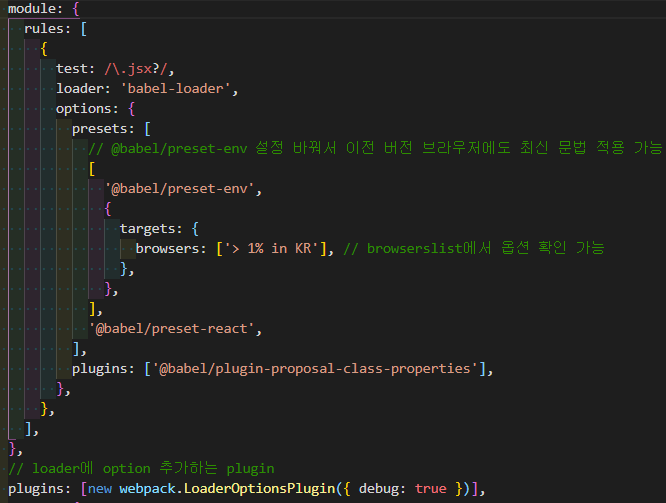 module: {
rules: [
{
test: /\.jsx?/,
loader: 'babel-loader',
options: {
presets: [
// @babel/preset-env 설정 바꿔서 이전 버전 브라우저에도 최신 문법 적용 가능
[
'@babel/preset-env',
{
targets: {
browsers: ['> 1% in KR'], // browserslist에서 옵션 확인 가능
},
},
],
'@babel/preset-react',
],
plugins: ['@babel/plugin-proposal-class-properties'],
},
},
],
},
// loader에 option 추가하는 plugin
plugins: [new webpack.LoaderOptionsPlugin({ debug: true })],